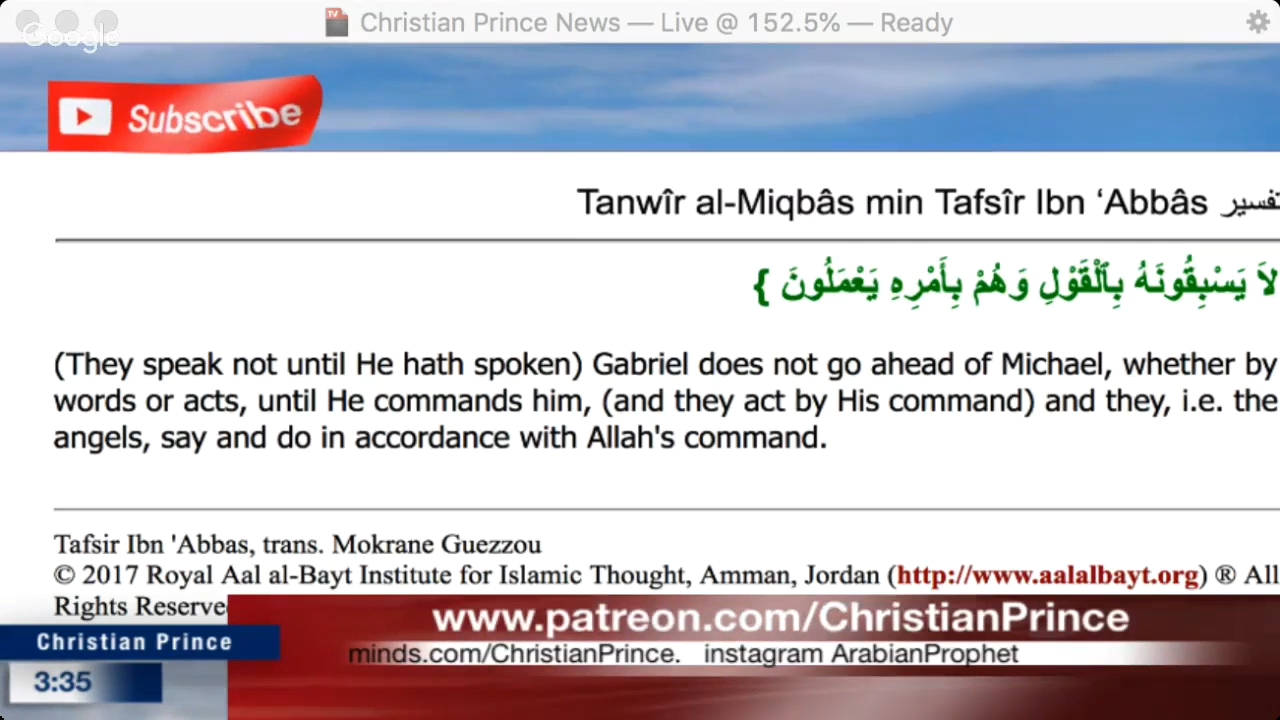 Google
Christian Prince News — Live @ 152.5% — Ready
TV
Subscribe
Tanwîr al-Miqbâs min Tafsîr Ibn ‘Abbâs تفسير
لاَ يَسْبِقُونَهُ بِٱلْقَوْلِ وَهُمْ بِأَمْرِهِ يَعْمَلُونَ }
(They speak not until He hath spoken) Gabriel does not go ahead of Michael, whether by
words or acts, until He commands him, (and they act by His command) and they, i.e. the
angels, say and do in accordance with Allah's command.
Tafsir Ibn 'Abbas, trans. Mokrane Guezzou
© 2017 Royal Aal al-Bayt Institute for Islamic Thought, Amman, Jordan (http://www.aalalbayt.org) ® All
Rights Reserve
www.patreon.com/ChristianPrince
Christian Prince
minds.com/ChristianPrince. instagram ArabianProphet
3:35